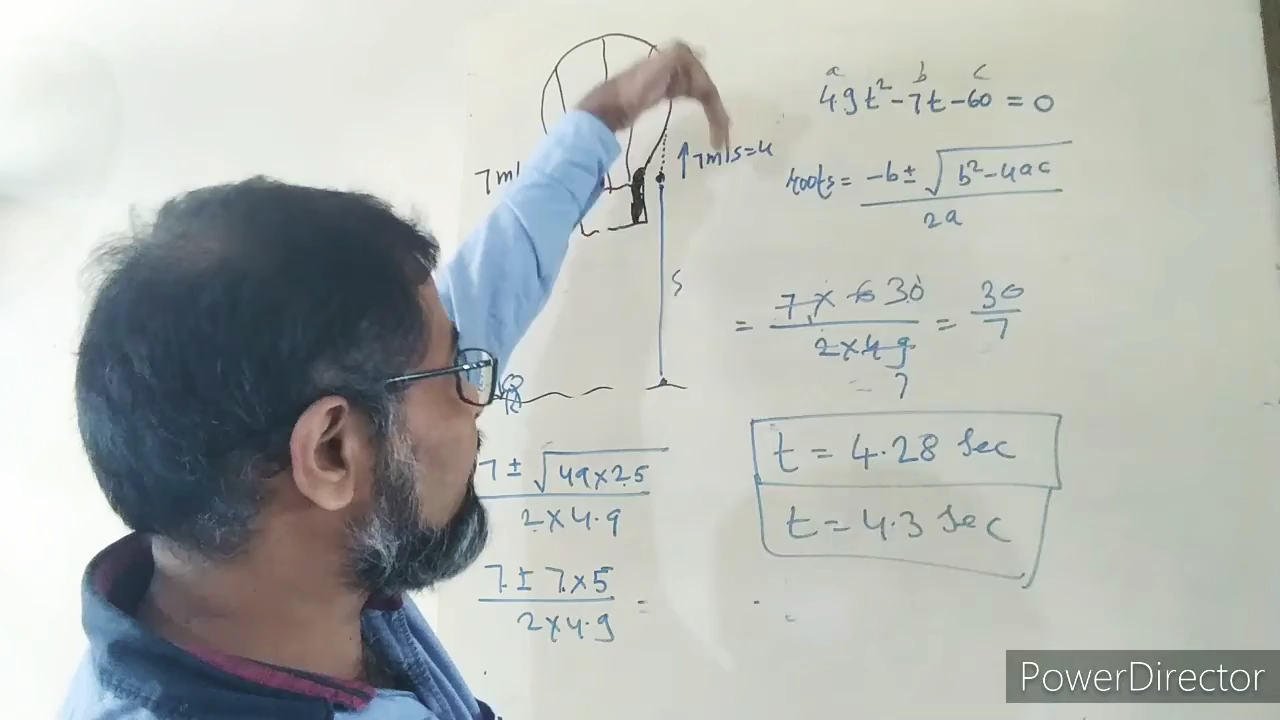 a b c
49t² - 7t - 60 = 0
7m/
↑7m/s=u
roots = -b ± √b²-4ac
2a
S
= 7 × 6 30 = 30
2×4.9 7
7
7 ± √49×25
2×4.9
t = 4.28 sec
t = 4.3 sec
7 ± 7×5 =
2×4.9
PowerDirector